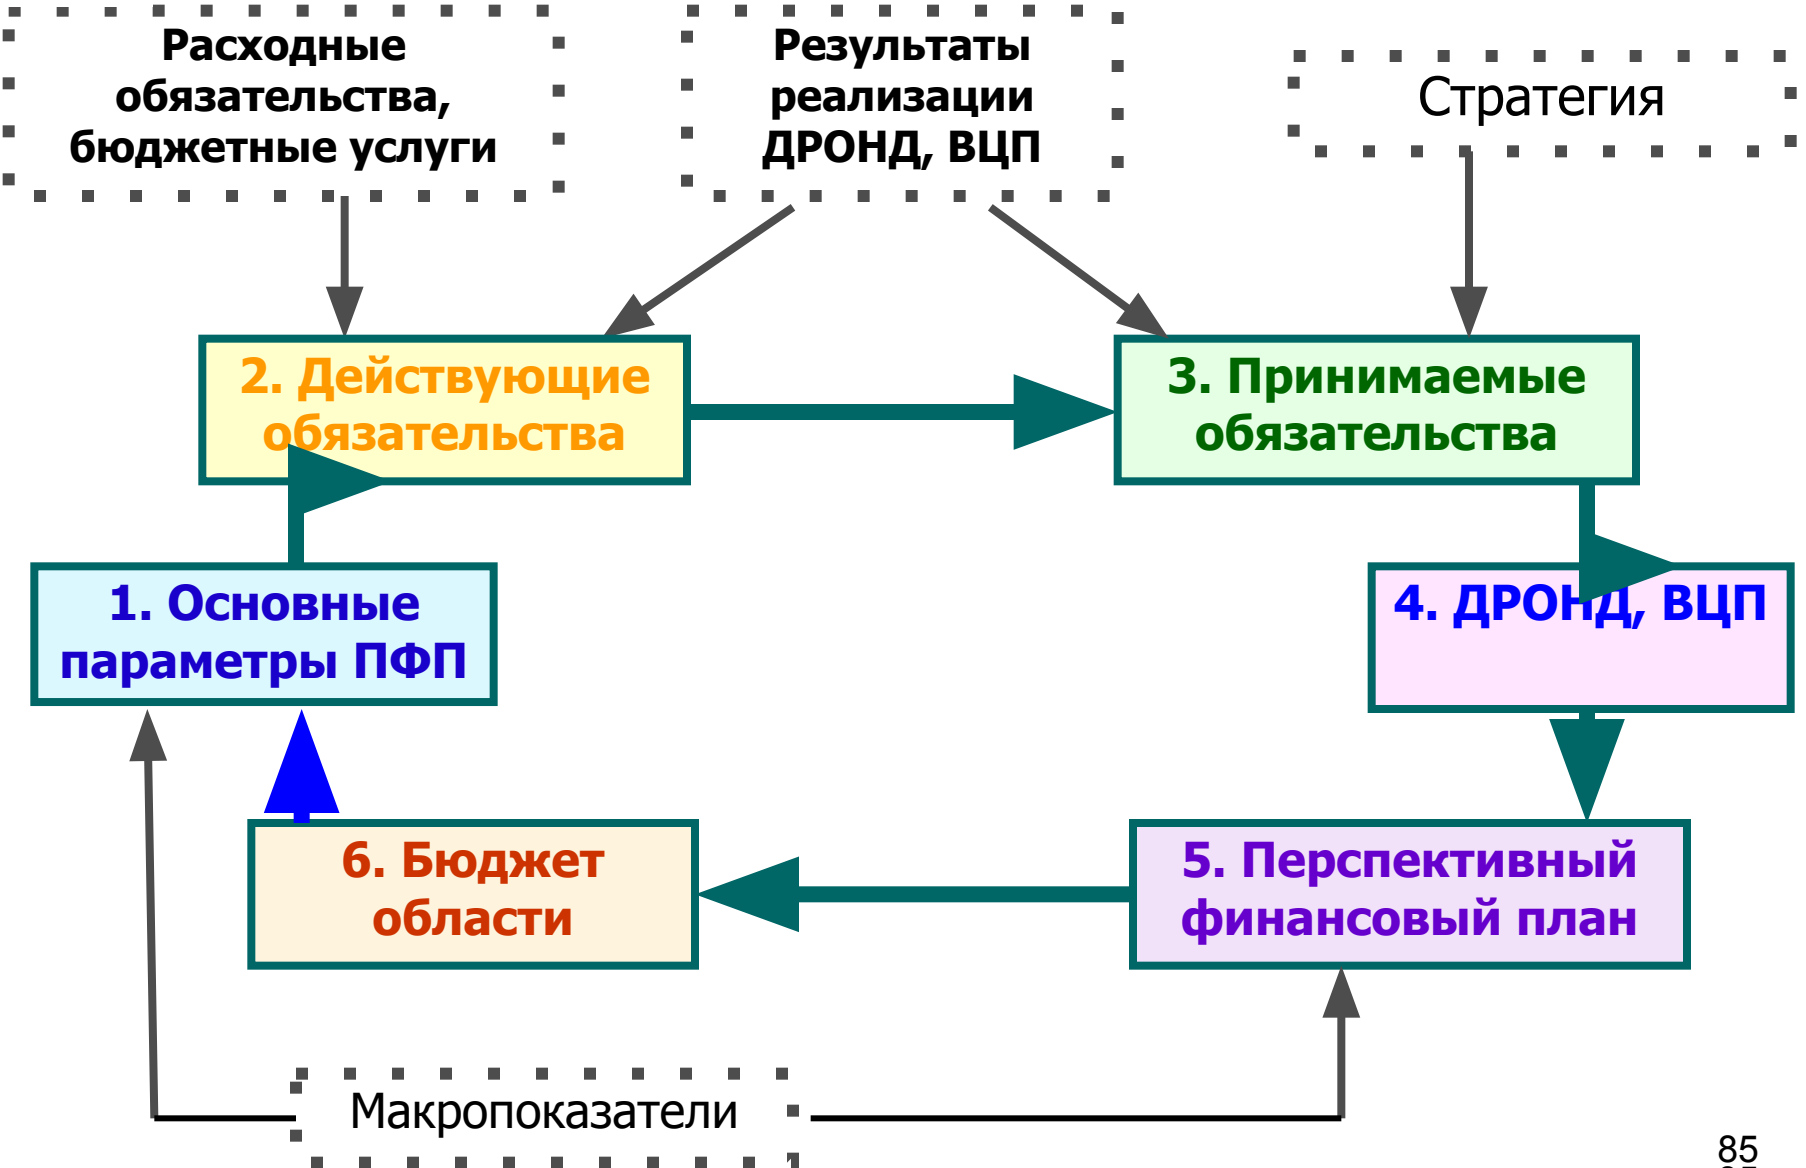 Расходные
обязательства,
бюджетные услуги
Результаты
реализации
ДРОНД, ВЦП
Стратегия
2. Действующие
обязательства
3. Принимаемые
обязательства
1. Основные
параметры ПФП
4. ДРОНД, ВЦП
6. Бюджет
области
5. Перспективный
финансовый план
Макропоказатели
85